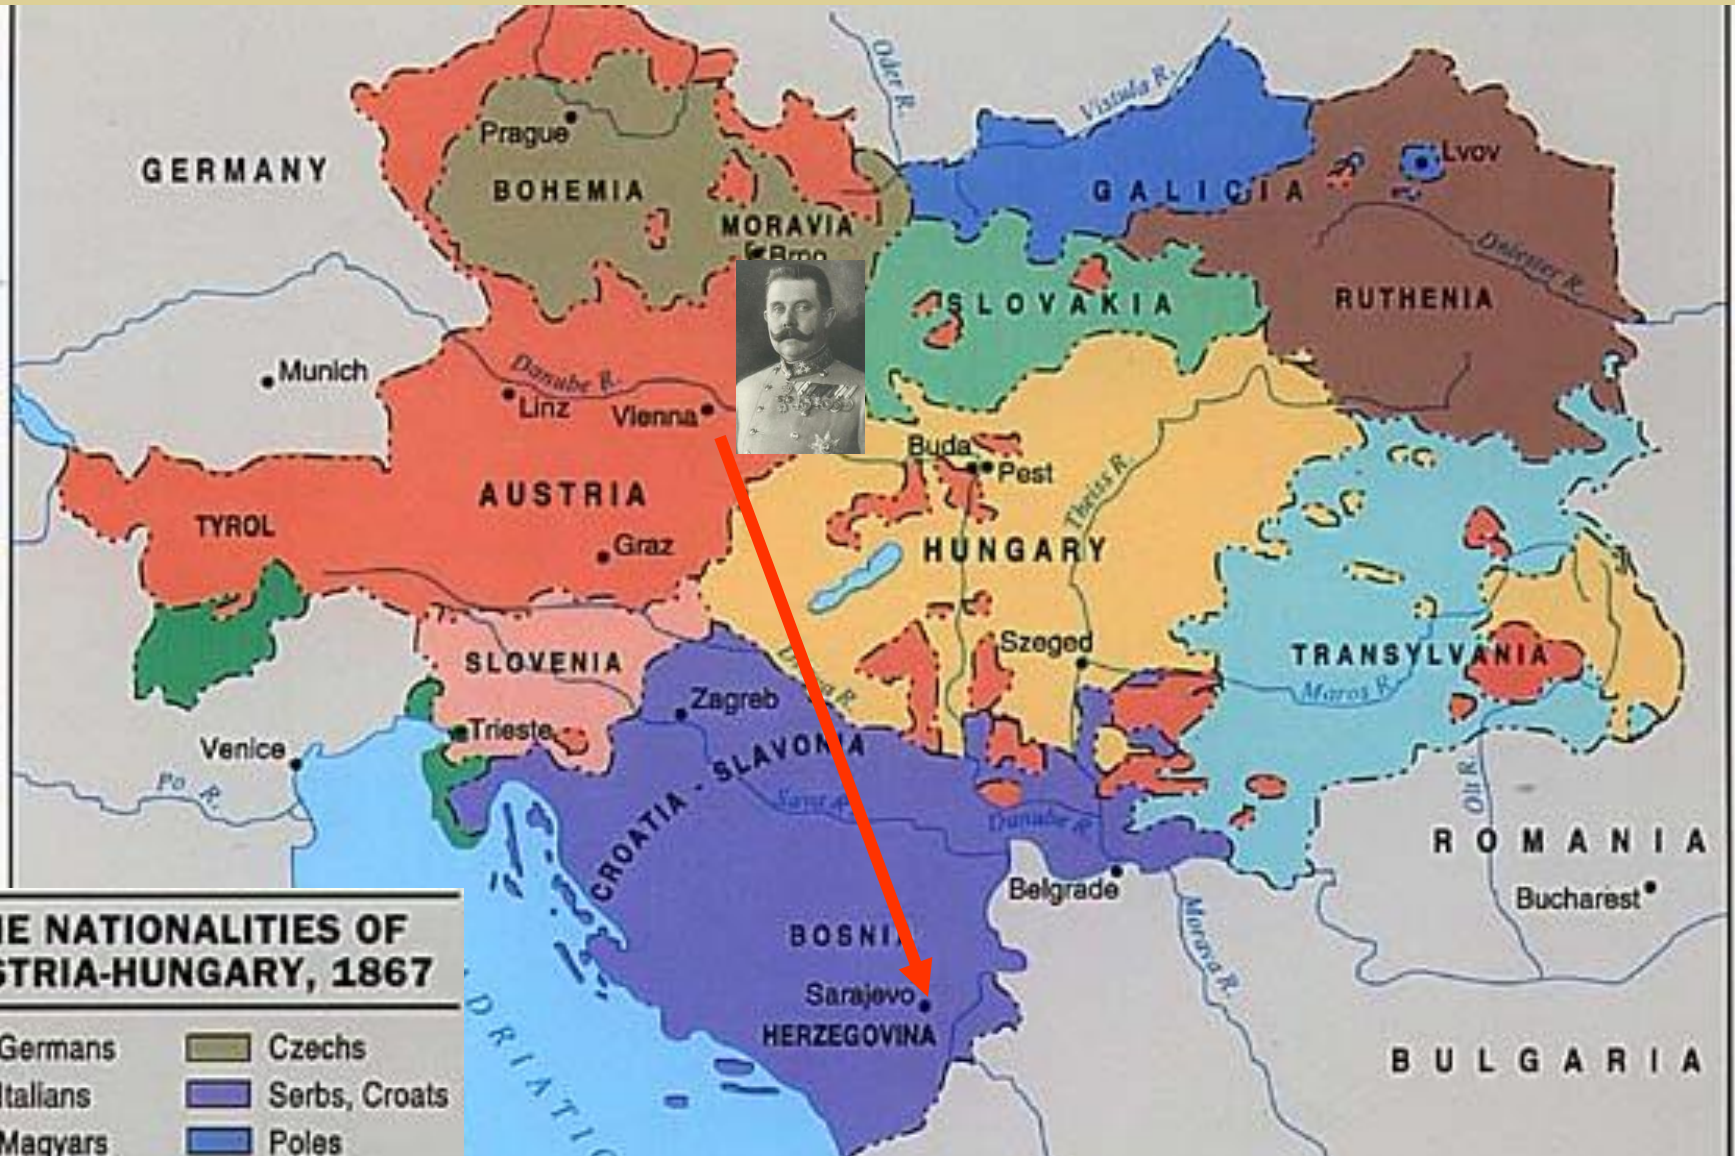 Oder R.
Vistula R.
Prague
Lvov
GERMANY
BOHEMIA
GALICIA
MORAVIA
Brno
Dniester R.
SLOVAKIA
RUTHENIA
Munich
Danube R.
Linz
Vienna
Buda
Pest
Theiss R.
AUSTRIA
TYROL
Graz
HUNGARY
Szeged
SLOVENIA
TRANSYLVANIA
Maros R.
Zagreb
Trieste
Venice
CROATIA - SLAVONIA
Po R.
Save R.
Danube R.
Olt R.
ROMANIA
Belgrade
Bucharest
Morava R.
BOSNIA
Sarajevo
HERZEGOVINA
BULGARIA
DRIATIC
E NATIONALITIES OF
STRIA-HUNGARY, 1867
Germans
Czechs
Italians
Serbs, Croats
Magyars
Poles